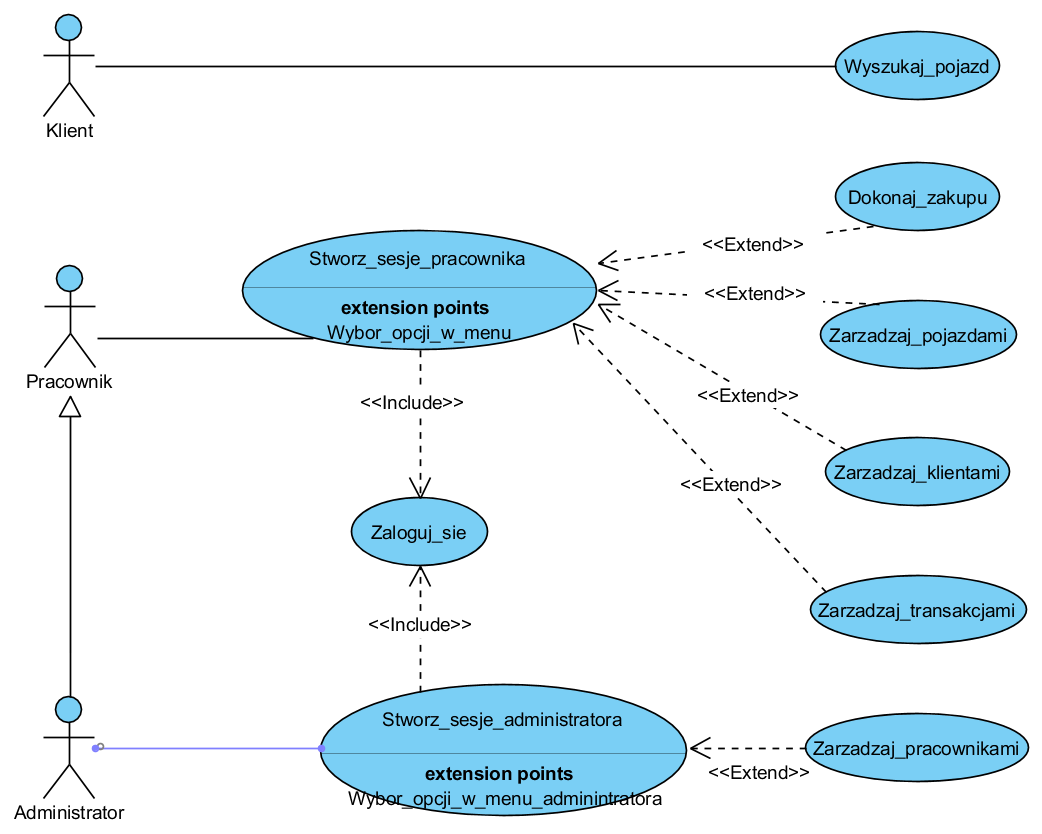 Klient
Wyszukaj_pojazd
Dokonaj_zakupu
<<Extend>>
Stworz_sesje_pracownika
extension points
Wybor_opcji_w_menu
<<Extend>>
Zarzadzaj_pojazdami
Pracownik
<<Include>>
<<Extend>>
Zarzadzaj_klientami
<<Extend>>
Zaloguj_sie
Zarzadzaj_transakcjami
<<Include>>
Stworz_sesje_administratora
extension points
Wybor_opcji_w_menu_adminintratora
Zarzadzaj_pracownikami
<<Extend>>
Administrator